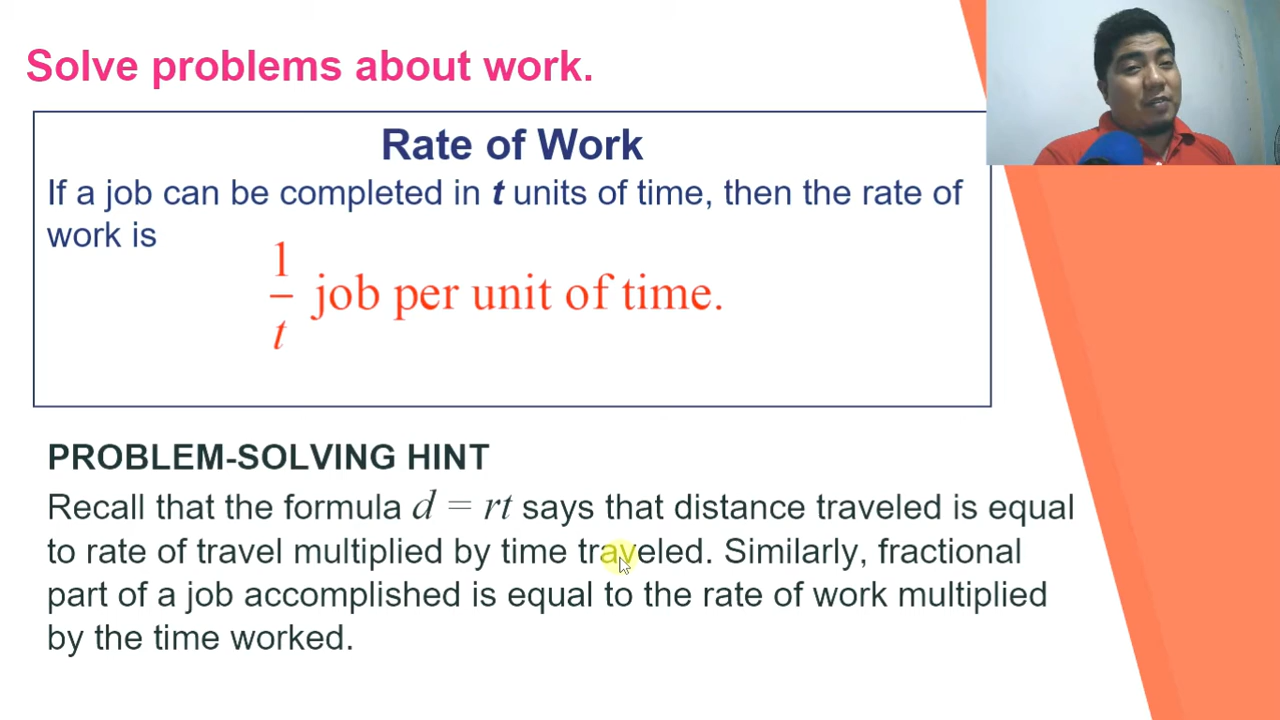 Solve problems about work.
Rate of Work
If a job can be completed in t units of time, then the rate of
work is
1/t job per unit of time.
PROBLEM-SOLVING HINT
Recall that the formula d = rt says that distance traveled is equal
to rate of travel multiplied by time traveled. Similarly, fractional
part of a job accomplished is equal to the rate of work multiplied
by the time worked.